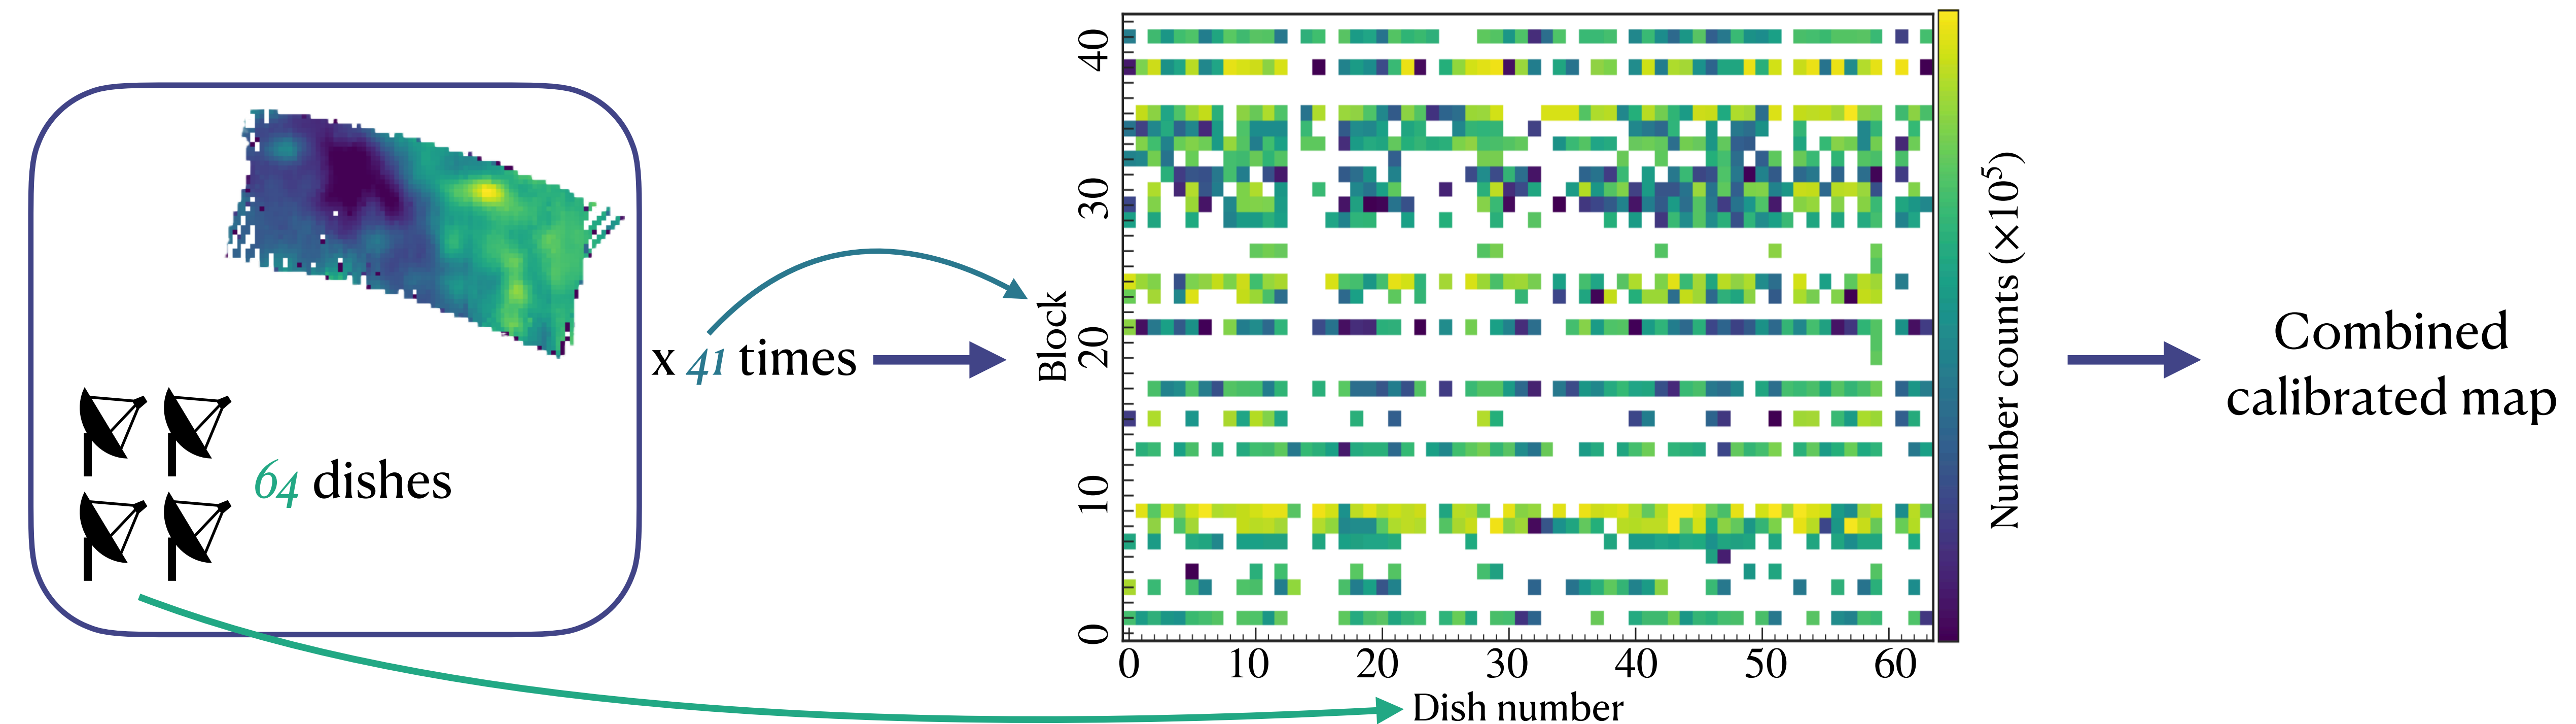 64 dishes
x 41 times
Block
40
30
20
10
0
0 10 20 30 40 50 60
Dish number
Number counts (×10⁵)
Combined
calibrated map